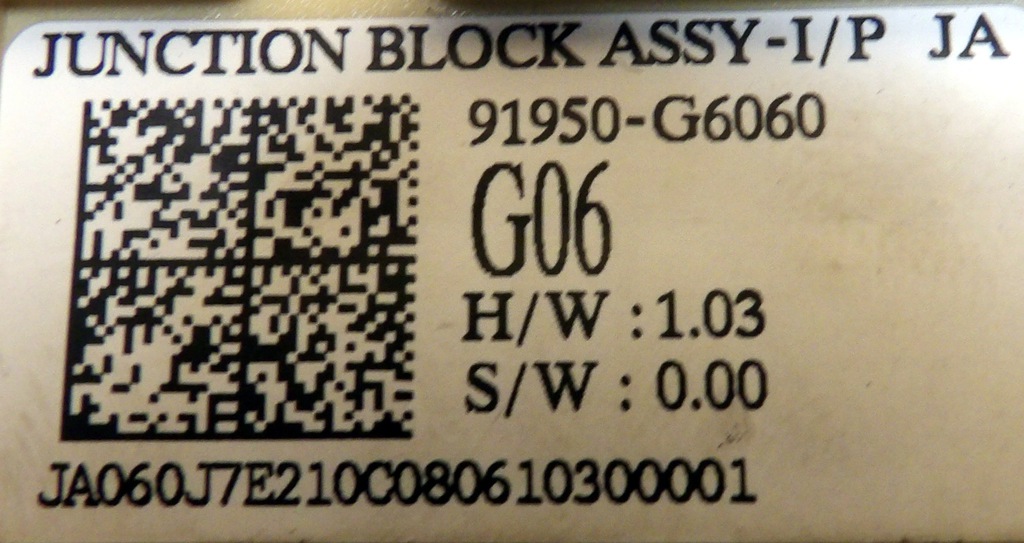 JUNCTION BLOCK ASSY-I/P JA
91950-G6060
G06
H/W : 1.03
S/W : 0.00
JA060J7E210C080610300001